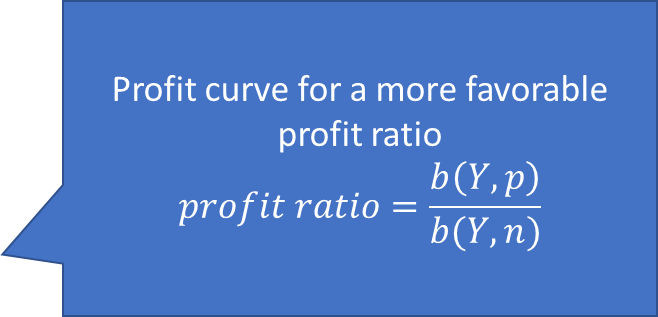 Profit curve for a more favorable
profit ratio
profit ratio = b(Y,p)/b(Y,n)